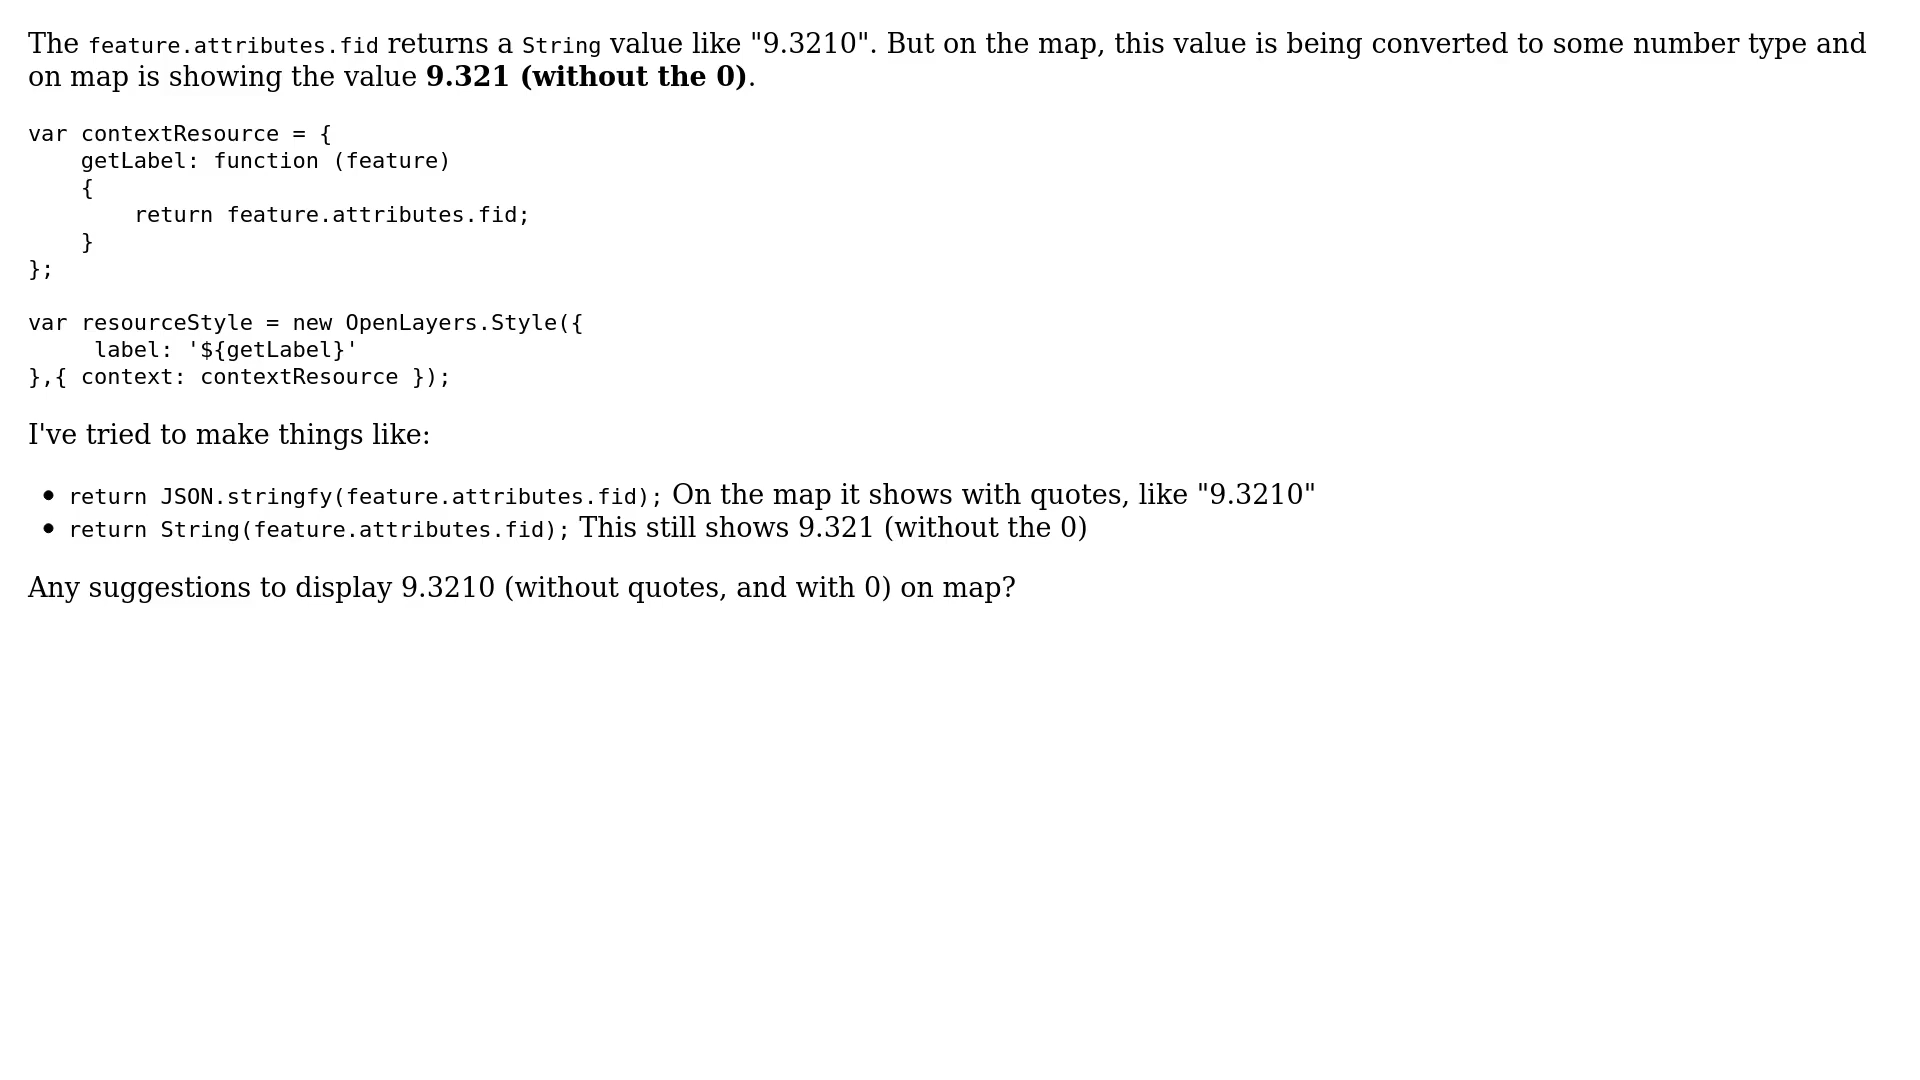 The feature.attributes.fid returns a String value like "9.3210". But on the map, this value is being converted to some number type and
on map is showing the value 9.321 (without the 0).
var contextResource = {
    getLabel: function (feature)
    {
        return feature.attributes.fid;
    }
};
var resourceStyle = new OpenLayers.Style({
     label: '${getLabel}'
},{ context: contextResource });
I've tried to make things like:
• return JSON.stringfy(feature.attributes.fid); On the map it shows with quotes, like "9.3210"
• return String(feature.attributes.fid); This still shows 9.321 (without the 0)
Any suggestions to display 9.3210 (without quotes, and with 0) on map?